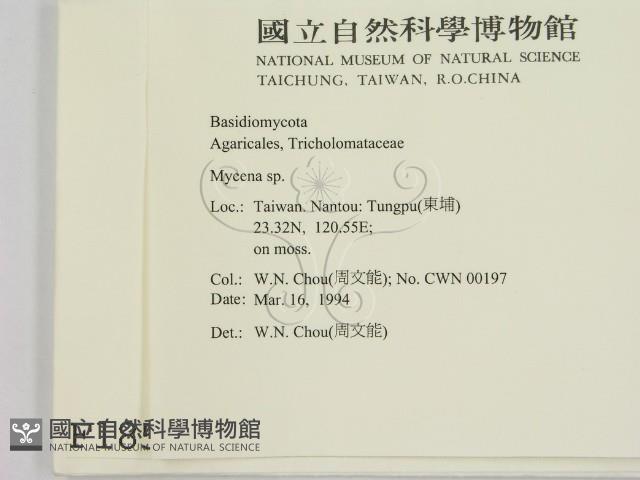 國立自然科學博物館
NATIONAL MUSEUM OF NATURAL SCIENCE
TAICHUNG, TAIWAN, R.O.CHINA
Basidiomycota
Agaricales, Tricholomataceae
Mycena sp.
Loc.: Taiwan. Nantou: Tungpu(東埔)
23.32N, 120.55E;
on moss.
Col.: W.N. Chou(周文能); No. CWN 00197
Date: Mar. 16, 1994
Det.: W.N. Chou(周文能)
國立自然科學博物館
NATIONAL MUSEUM OF NATURAL SCIENCE